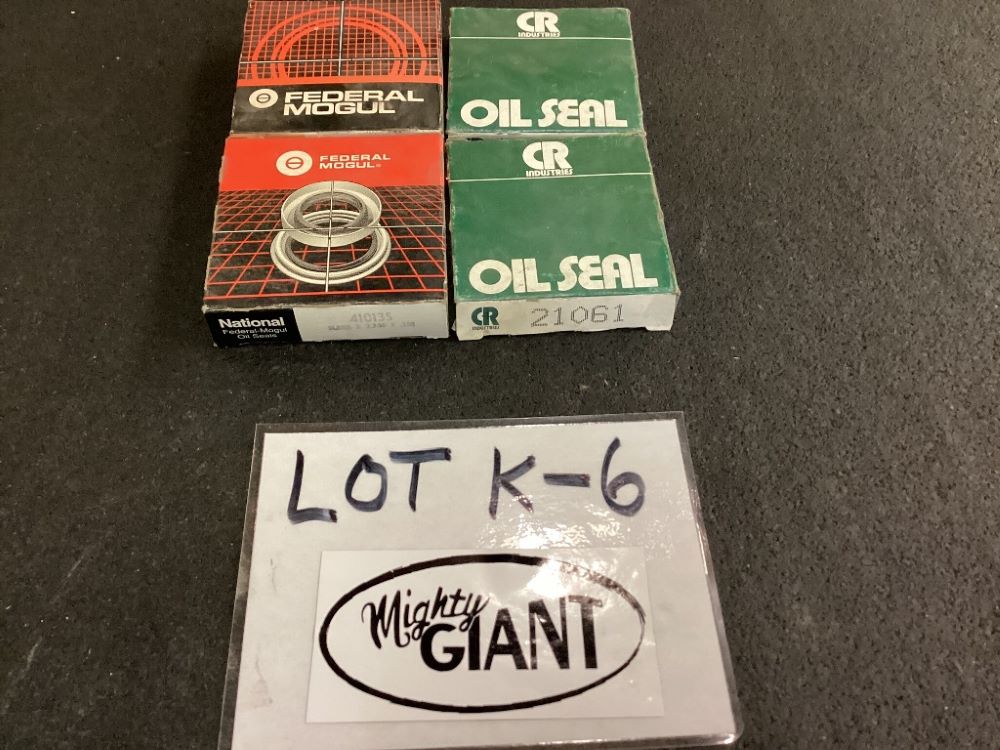 FEDERAL
MOGUL
CR
INDUSTRIES
OIL SEAL
FEDERAL
MOGUL®
National
Federal-Mogul
Oil Seals
410135
CR
INDUSTRIES
OIL SEAL
CR
INDUSTRIES
21061
LOT K-6
Mighty
GIANT